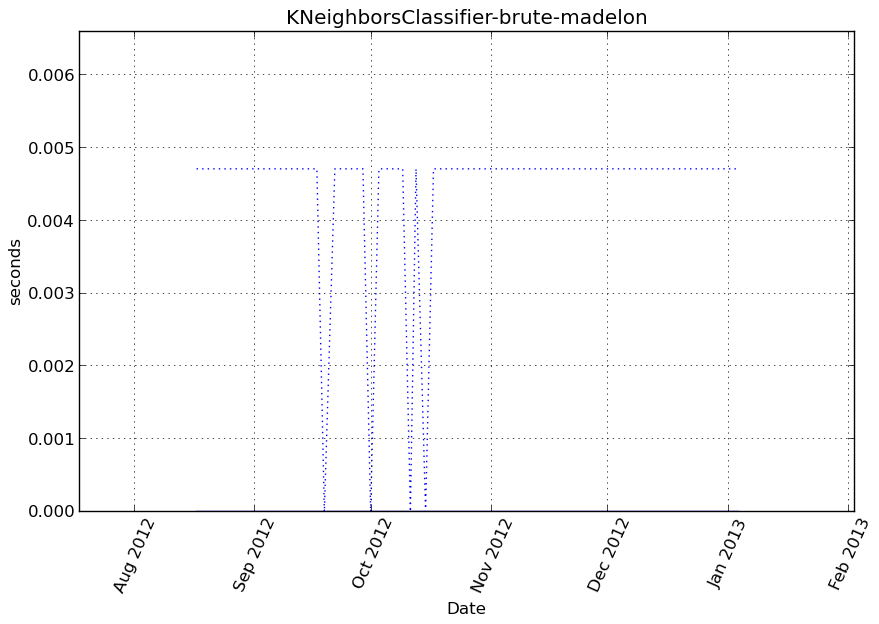 KNeighborsClassifier-brute-madelon
0.006
0.005
0.004
0.003
0.002
0.001
0.000
seconds
Aug 2012
Sep 2012
Oct 2012
Nov 2012
Dec 2012
Jan 2013
Feb 2013
Date